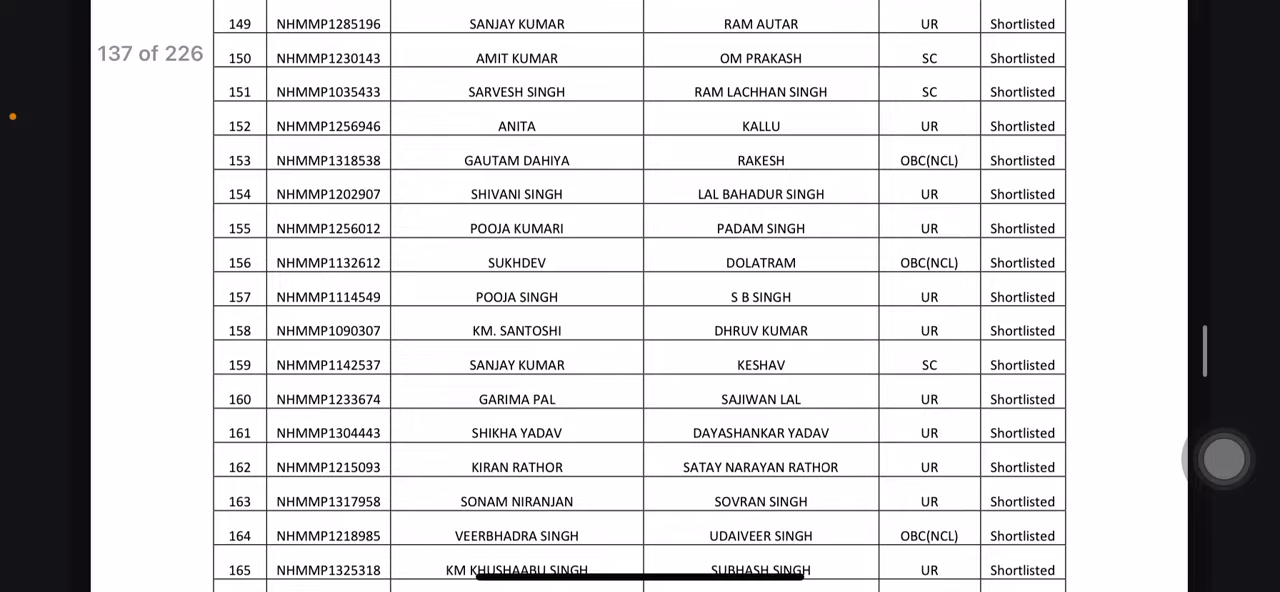 149 NHMMP1285196 SANJAY KUMAR RAM AUTAR UR Shortlisted
137 of 226
150 NHMMP1230143 AMIT KUMAR OM PRAKASH SC Shortlisted
151 NHMMP1035433 SARVESH SINGH RAM LACHHAN SINGH SC Shortlisted
152 NHMMP1256946 ANITA KALLU UR Shortlisted
153 NHMMP1318538 GAUTAM DAHIYA RAKESH OBC(NCL) Shortlisted
154 NHMMP1202907 SHIVANI SINGH LAL BAHADUR SINGH UR Shortlisted
155 NHMMP1256012 POOJA KUMARI PADAM SINGH UR Shortlisted
156 NHMMP1132612 SUKHDEV DOLATRAM OBC(NCL) Shortlisted
157 NHMMP1114549 POOJA SINGH S B SINGH UR Shortlisted
158 NHMMP1090307 KM. SANTOSHI DHRUV KUMAR UR Shortlisted
159 NHMMP1142537 SANJAY KUMAR KESHAV SC Shortlisted
160 NHMMP1233674 GARIMA PAL SAJIWAN LAL UR Shortlisted
161 NHMMP1304443 SHIKHA YADAV DAYASHANKAR YADAV UR Shortlisted
162 NHMMP1215093 KIRAN RATHOR SATAY NARAYAN RATHOR UR Shortlisted
163 NHMMP1317958 SONAM NIRANJAN SOVRAN SINGH UR Shortlisted
164 NHMMP1218985 VEERBHADRA SINGH UDAIVEER SINGH OBC(NCL) Shortlisted
165 NHMMP1325318 KM KHUSHAABU SINGH SUBHASH SINGH UR Shortlisted